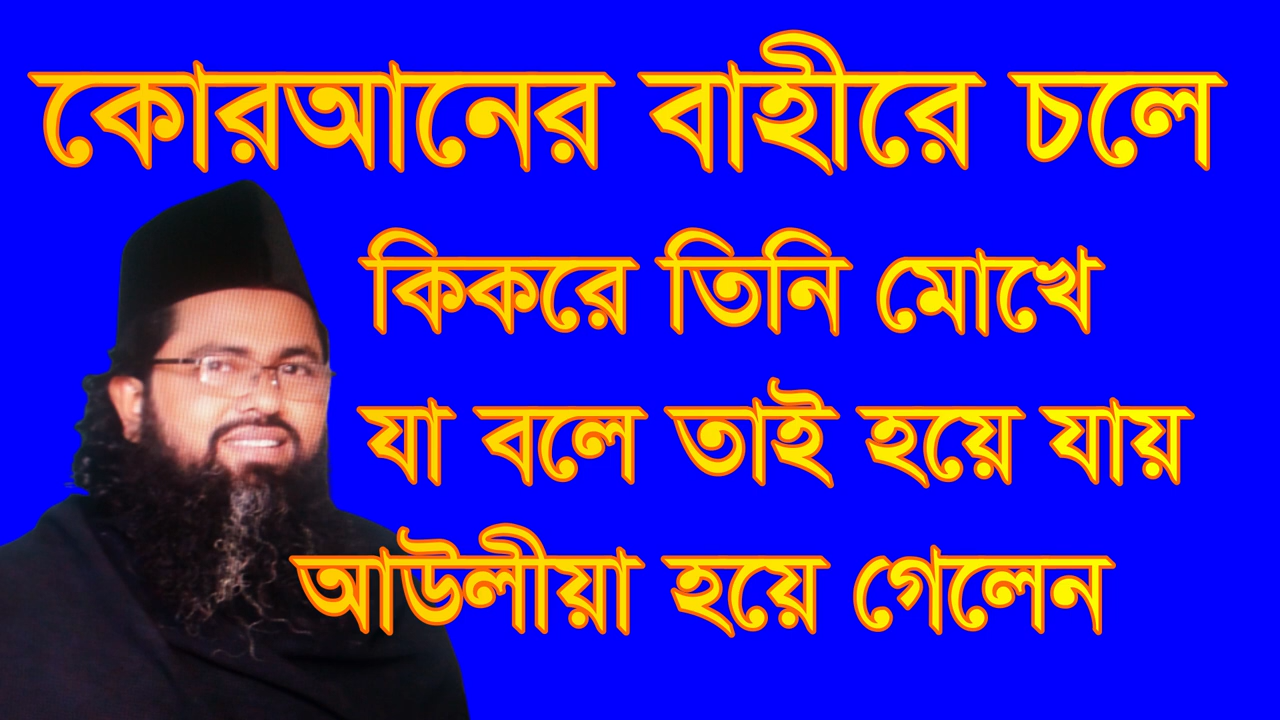 কোরআনের বাহীরে চলে
কিকরে তিনি মোখে
যা বলে তাই হয়ে যায়
আউলীয়া হয়ে গেলেন